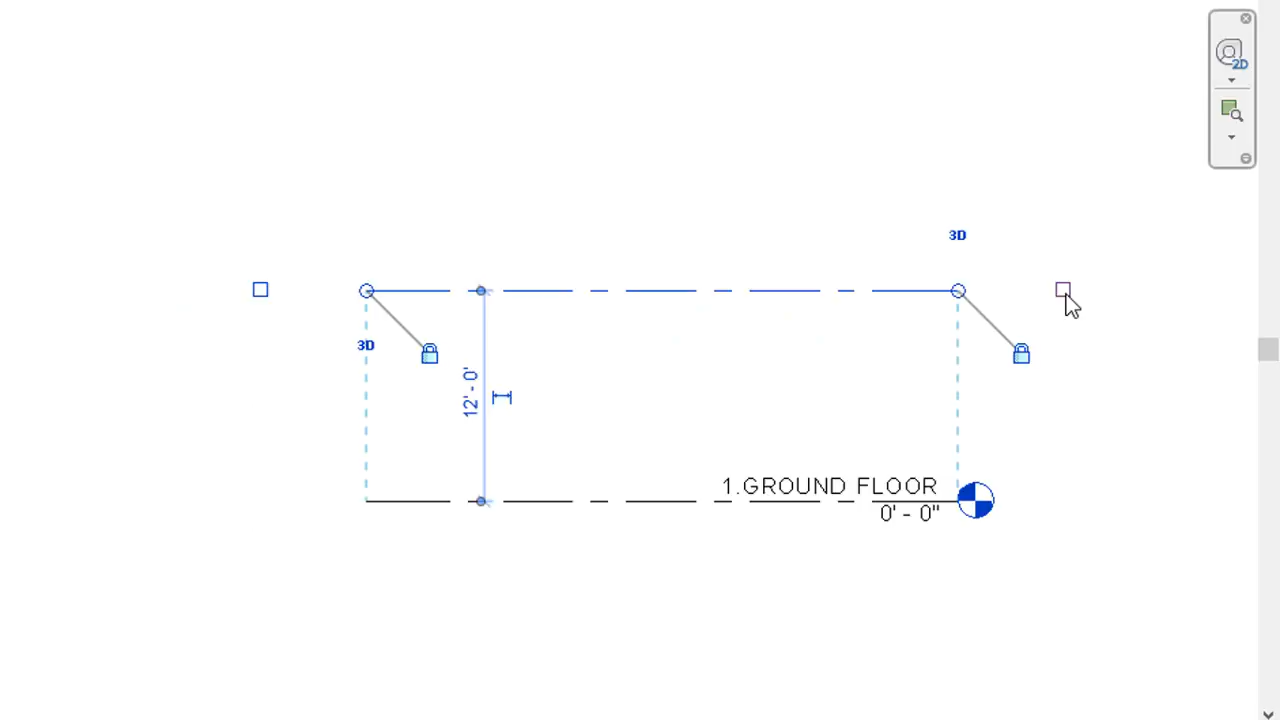 2D
3D
3D
12' - 0'
1.GROUND FLOOR
0' - 0"